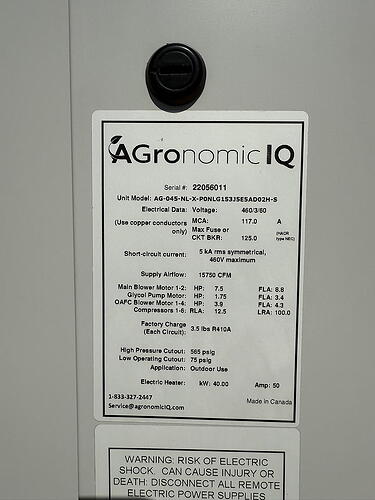 AGronomic IQ
Serial #: 22056011
Unit Model: AG-045-NL-X-P0NLG153J5E5AD02H-S
Electrical Data: Voltage: 460/3/60
(Use copper conductors only) MCA: 117.0 A
Max Fuse or CKT BKR: 125.0 (HACR type NEC)
Short-circuit current: 5 kA rms symmetrical, 460V maximum
Supply Airflow: 15750 CFM
Main Blower Motor 1-2: HP: 7.5 FLA: 8.8
Glycol Pump Motor: HP: 1.75 FLA: 3.4
OAFC Blower Motor 1-4: HP: 3.9 FLA: 4.3
Compressors 1-6: RLA: 12.5 LRA: 100.0
Factory Charge (Each Circuit): 3.5 lbs R410A
High Pressure Cutout: 565 psig
Low Operating Cutout: 75 psig
Application: Outdoor Use
Electric Heater: kW: 40.00 Amp: 50
1-833-327-2447
Made in Canada
Service@agronomicIQ.com
WARNING: RISK OF ELECTRIC
SHOCK. CAN CAUSE INJURY OR
DEATH: DISCONNECT ALL REMOTE
ELECTRIC POWER SUPPLIES